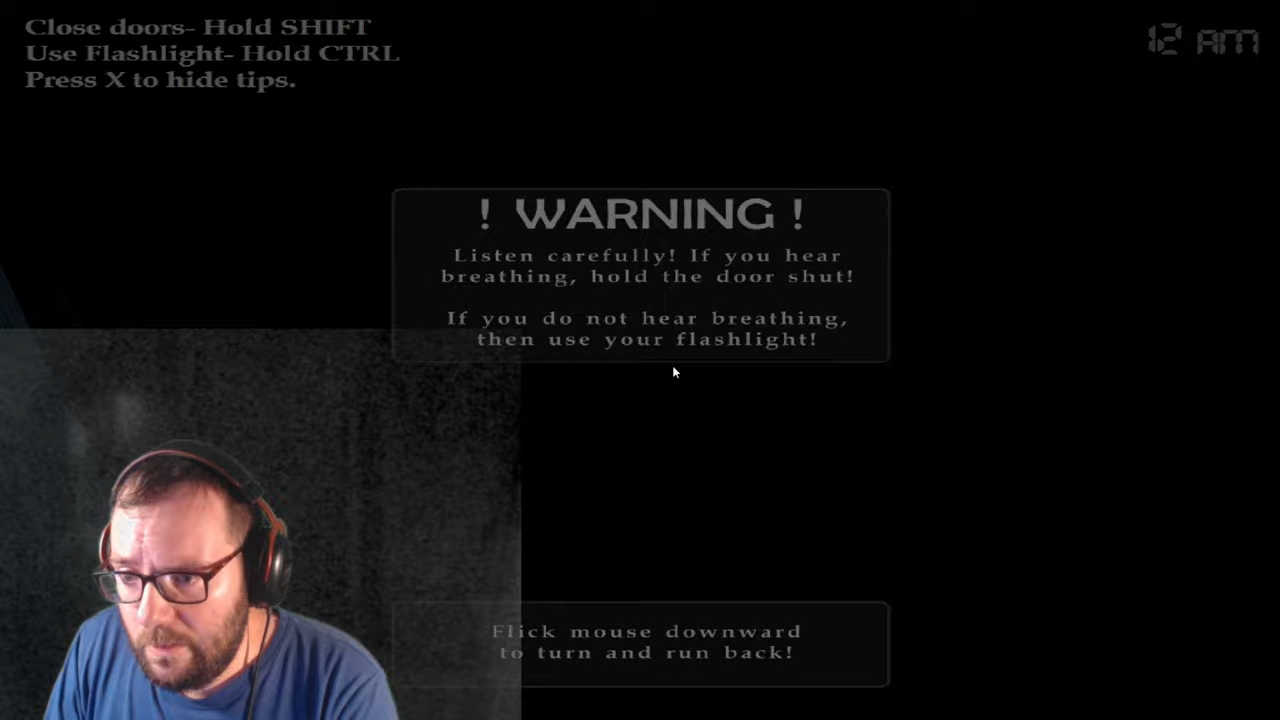 Close doors- Hold SHIFT
Use Flashlight- Hold CTRL
Press X to hide tips.
12 AM
! WARNING !
Listen carefully! If you hear
breathing, hold the door shut!
If you do not hear breathing,
then use your flashlight!
Flick mouse downward
to turn and run back!